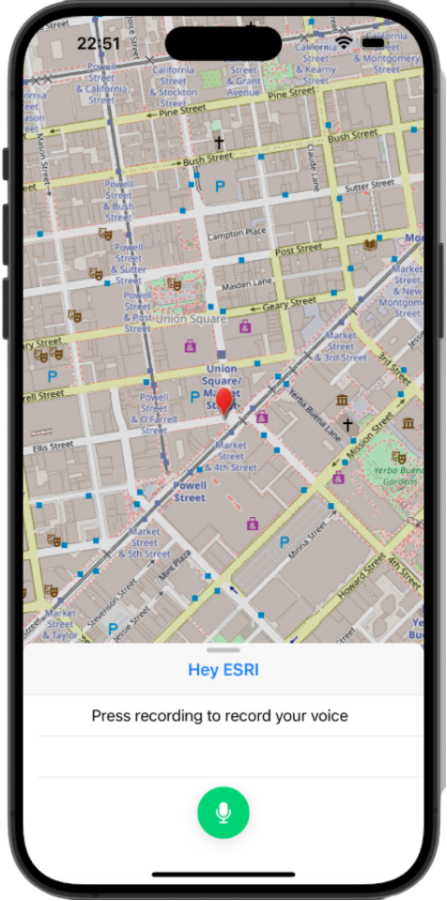 22:51
Powell
Street
& California
Street
California
Street
& Stockton
Street
Street
& Grant
Avenue
California
Street
& Kearny
Street
& Montgomery
Street
Pine Street
Pine Street
Mason Street
Bush Street
Bush Street
Claude Lane
Powell
Street
& Bush
Street
P
Sutter Street
Campton Place
Post Street
Powell
Street
& Sutter
Street
Maiden Lane
Market
Street
& New
Montgomery
Street
Powell
Street
& Post
Street
Geary Street
Union Square
Market
Street
& 3rd Street
3rd Street
Union
Square/
Market
Street
P
P
Powell
Street
& O'Farrell
Street
Yerba Buena Lane
Ellis Street
Market
Street
& 4th Street
Mission Street
Yerba Buena
Gardens
Powell
Street
Market
Street
& 5th Street
Mint Plaza
P
Minna Street
Stevenson Street
Jessie Street
Howard Street
4th Street
Market
Street
& Taylor
P
Hey ESRI
Press recording to record your voice